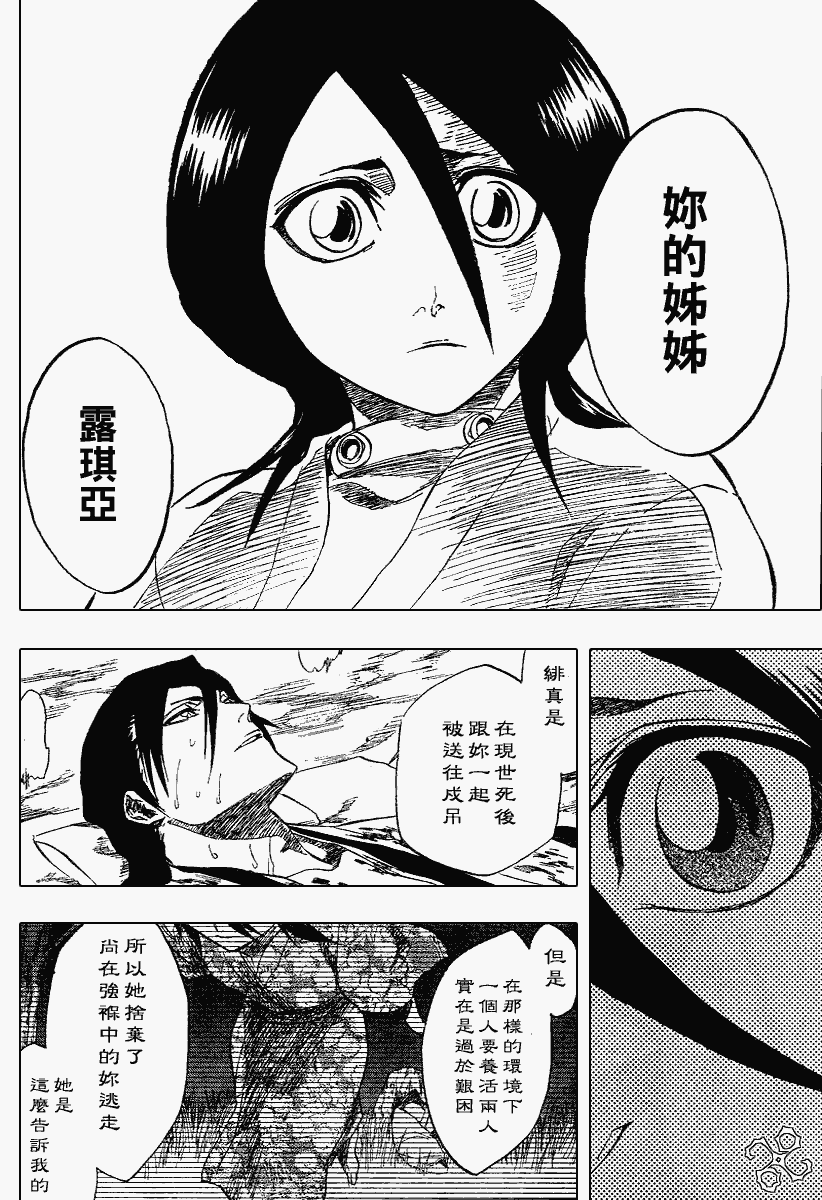 妳的姊姊
露琪亞
緋真是
在現世死後
跟妳一起
被送往戍吊
但是
在那樣的環境下
一個人要養活兩人
實在是過於艱困
所以她捨棄了
尚在強褓中的妳逃走
她是
這麼告訴我的